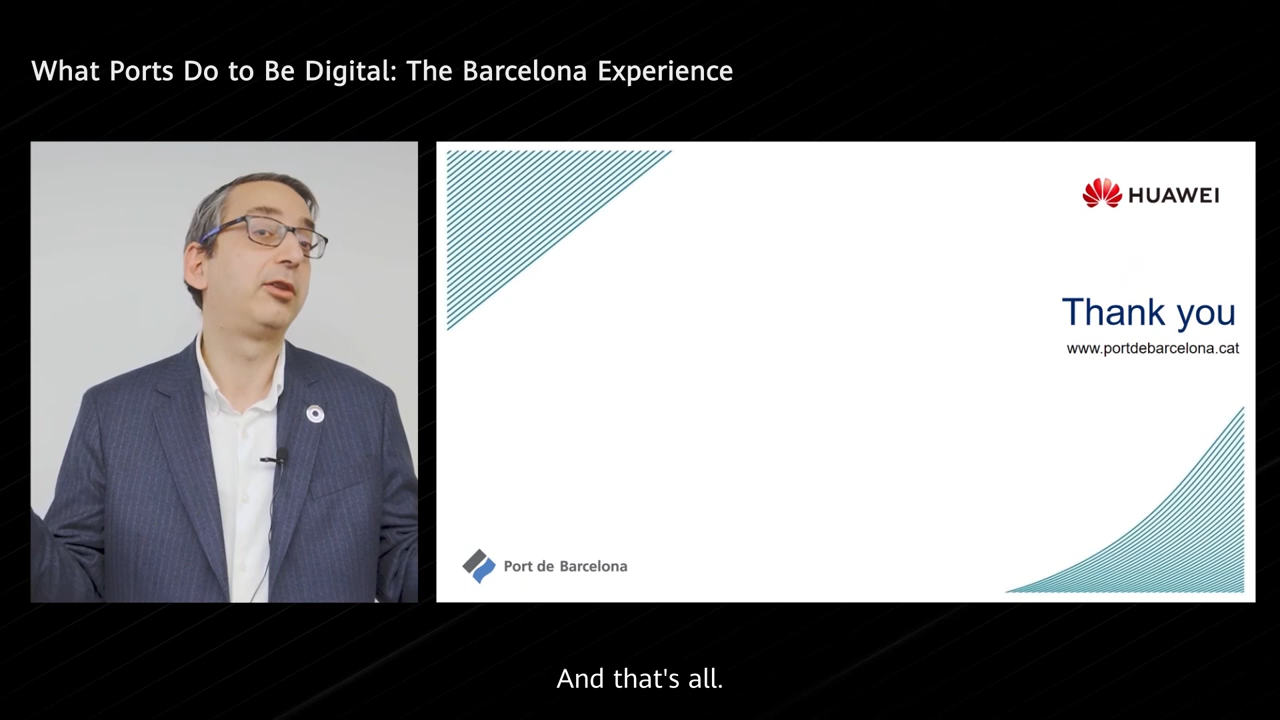 What Ports Do to Be Digital: The Barcelona Experience
HUAWEI
Thank you
www.portdebarcelona.cat
Port de Barcelona
And that's all.